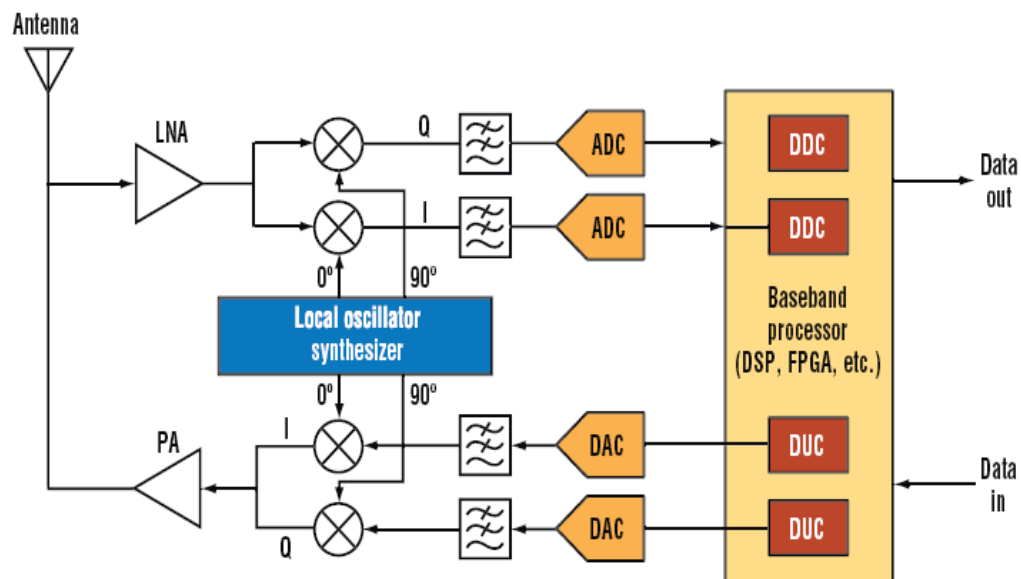 Antenna
LNA
Q
ADC
DDC
Data
out
I
ADC
DDC
0º
90º
Local oscillator
synthesizer
Baseband
processor
(DSP, FPGA, etc.)
0º
90º
PA
I
DAC
DUC
Data
in
Q
DAC
DUC